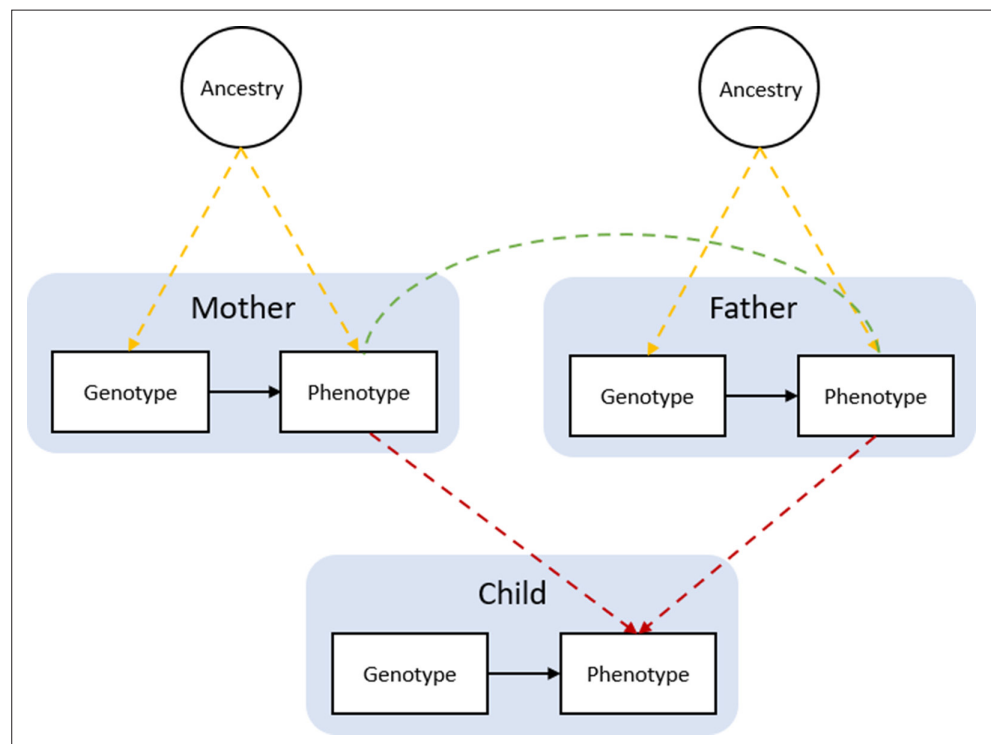 Ancestry
Ancestry
Mother
Father
Genotype
Phenotype
Genotype
Phenotype
Child
Genotype
Phenotype